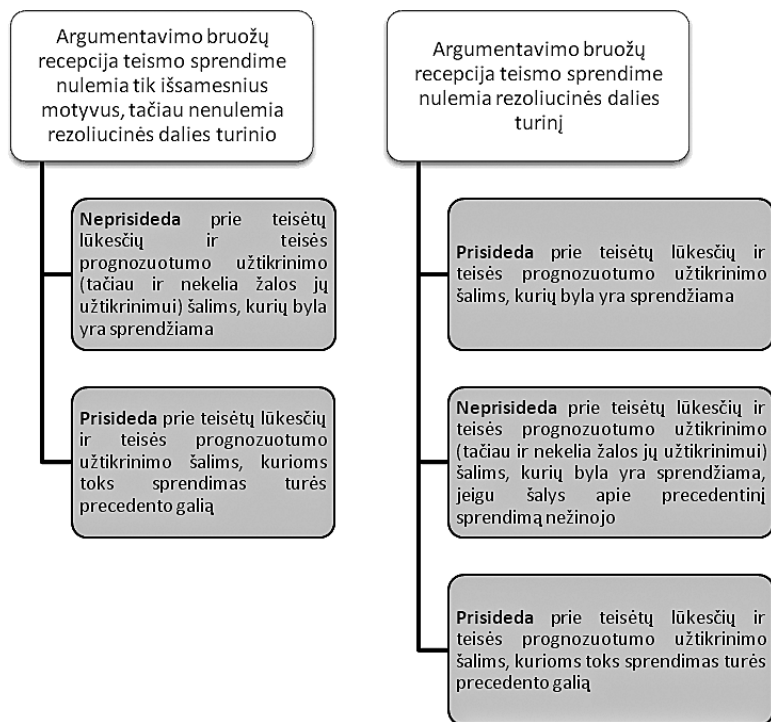 Argumentavimo bruožų
recepcija teismo sprendime
nulemia tik išsamesnius
motyvus, tačiau nenulemia
rezoliucinės dalies turinio
Neprisideda prie teisėtų
lūkesčių ir teisės
prognozuotumo užtikrinimo
(tačiau ir nekelia žalos jų
užtikrinimui) šalims, kurių byla
yra sprendžiama
Prisideda prie teisėtų lūkesčių
ir teisės prognozuotumo
užtikrinimo šalims, kurioms
toks sprendimas turės
precedento galią
Argumentavimo bruožų
recepcija teismo sprendime
nulemia rezoliucinės dalies
turinį
Prisideda prie teisėtų lūkesčių ir
teisės prognozuotumo užtikrinimo
šalims, kurių byla yra sprendžiama
Neprisideda prie teisėtų lūkesčių ir
teisės prognozuotumo užtikrinimo
(tačiau ir nekelia žalos jų užtikrinimui)
šalims, kurių byla yra sprendžiama,
jeigu šalys apie precedentinį
sprendimą nežinojo
Prisideda prie teisėtų lūkesčių ir
teisės prognozuotumo užtikrinimo
šalims, kurioms toks sprendimas turės
precedento galią